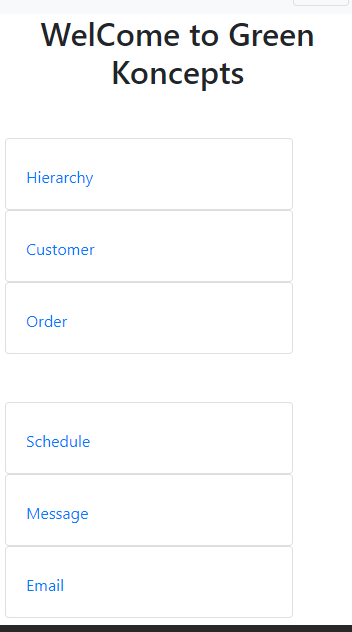 WelCome to Green
Koncepts
Hierarchy
Customer
Order
Schedule
Message
Email